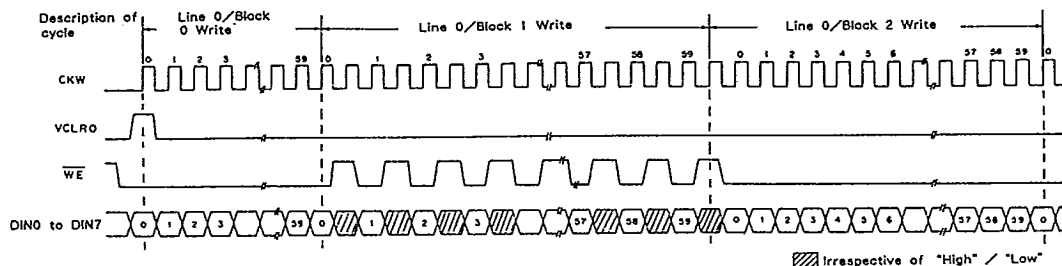 Description of cycle
Line 0/Block 0 Write
Line 0/Block 1 Write
Line 0/Block 2 Write
CKW 0 1 2 3 59 0 1 2 3 57 58 59 0 1 2 3 4 5 6 57 58 59 0
VCLR0
WE
DIN0 to DIN7 0 1 2 3 59 0 1 2 3 57 58 59 0 1 2 3 4 5 6 57 58 59 0
Irrespective of "High" / "Low"